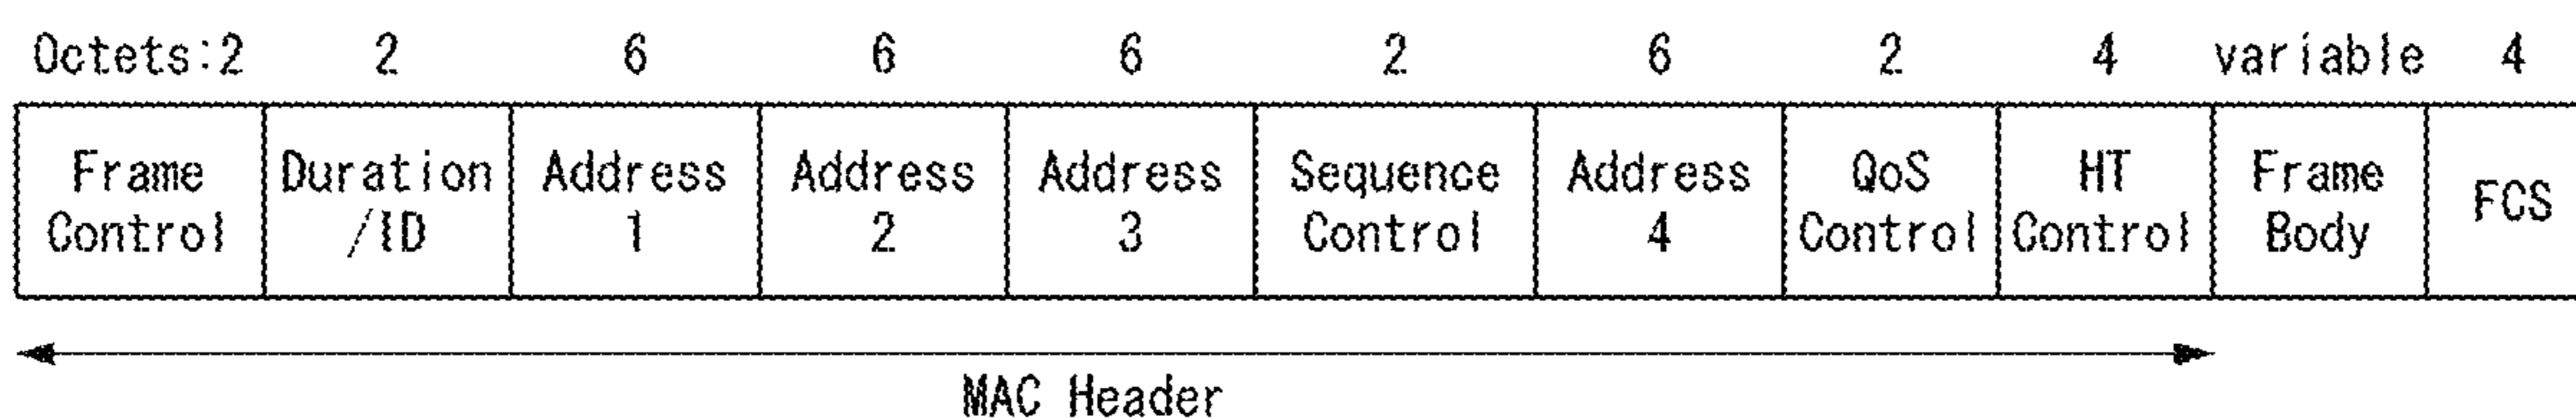 Octets:2 2 6 6 6 2 6 2 4 variable 4
Frame Control
Duration /ID
Address 1
Address 2
Address 3
Sequence Control
Address 4
QoS Control
HT Control
Frame Body
FCS
MAC Header